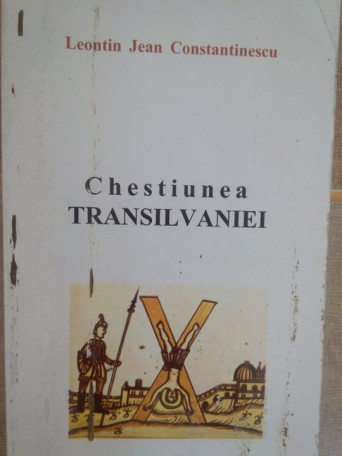 Leontin Jean Constantinescu
Chestiunea
TRANSILVANIEI